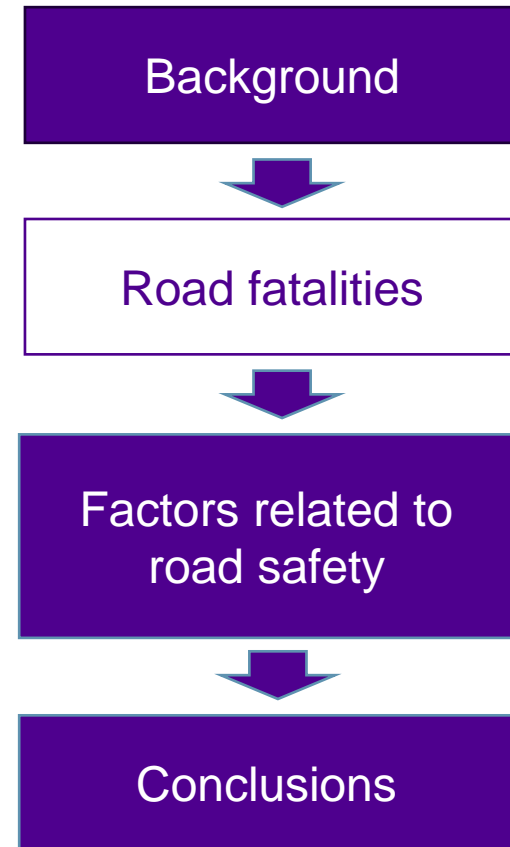 Background
Road fatalities
Factors related to
road safety
Conclusions